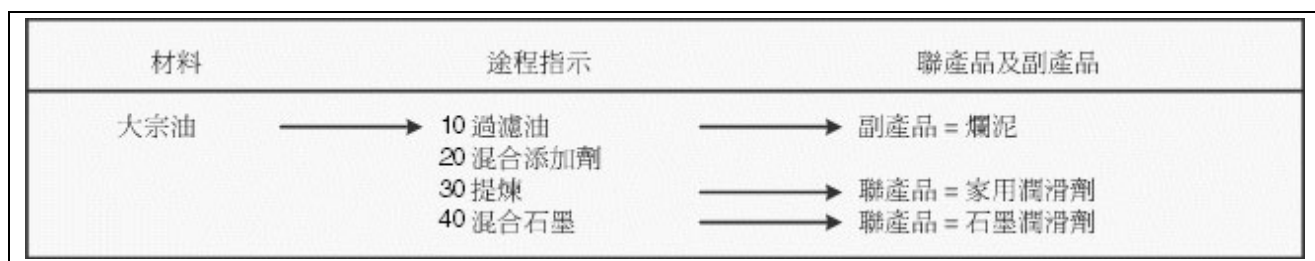 材料 途程指示 聯產品及副產品
大宗油 10 過濾油 副產品 = 爛泥
20 混合添加劑
30 提煉 聯產品 = 家用潤滑劑
40 混合石墨 聯產品 = 石墨潤滑劑